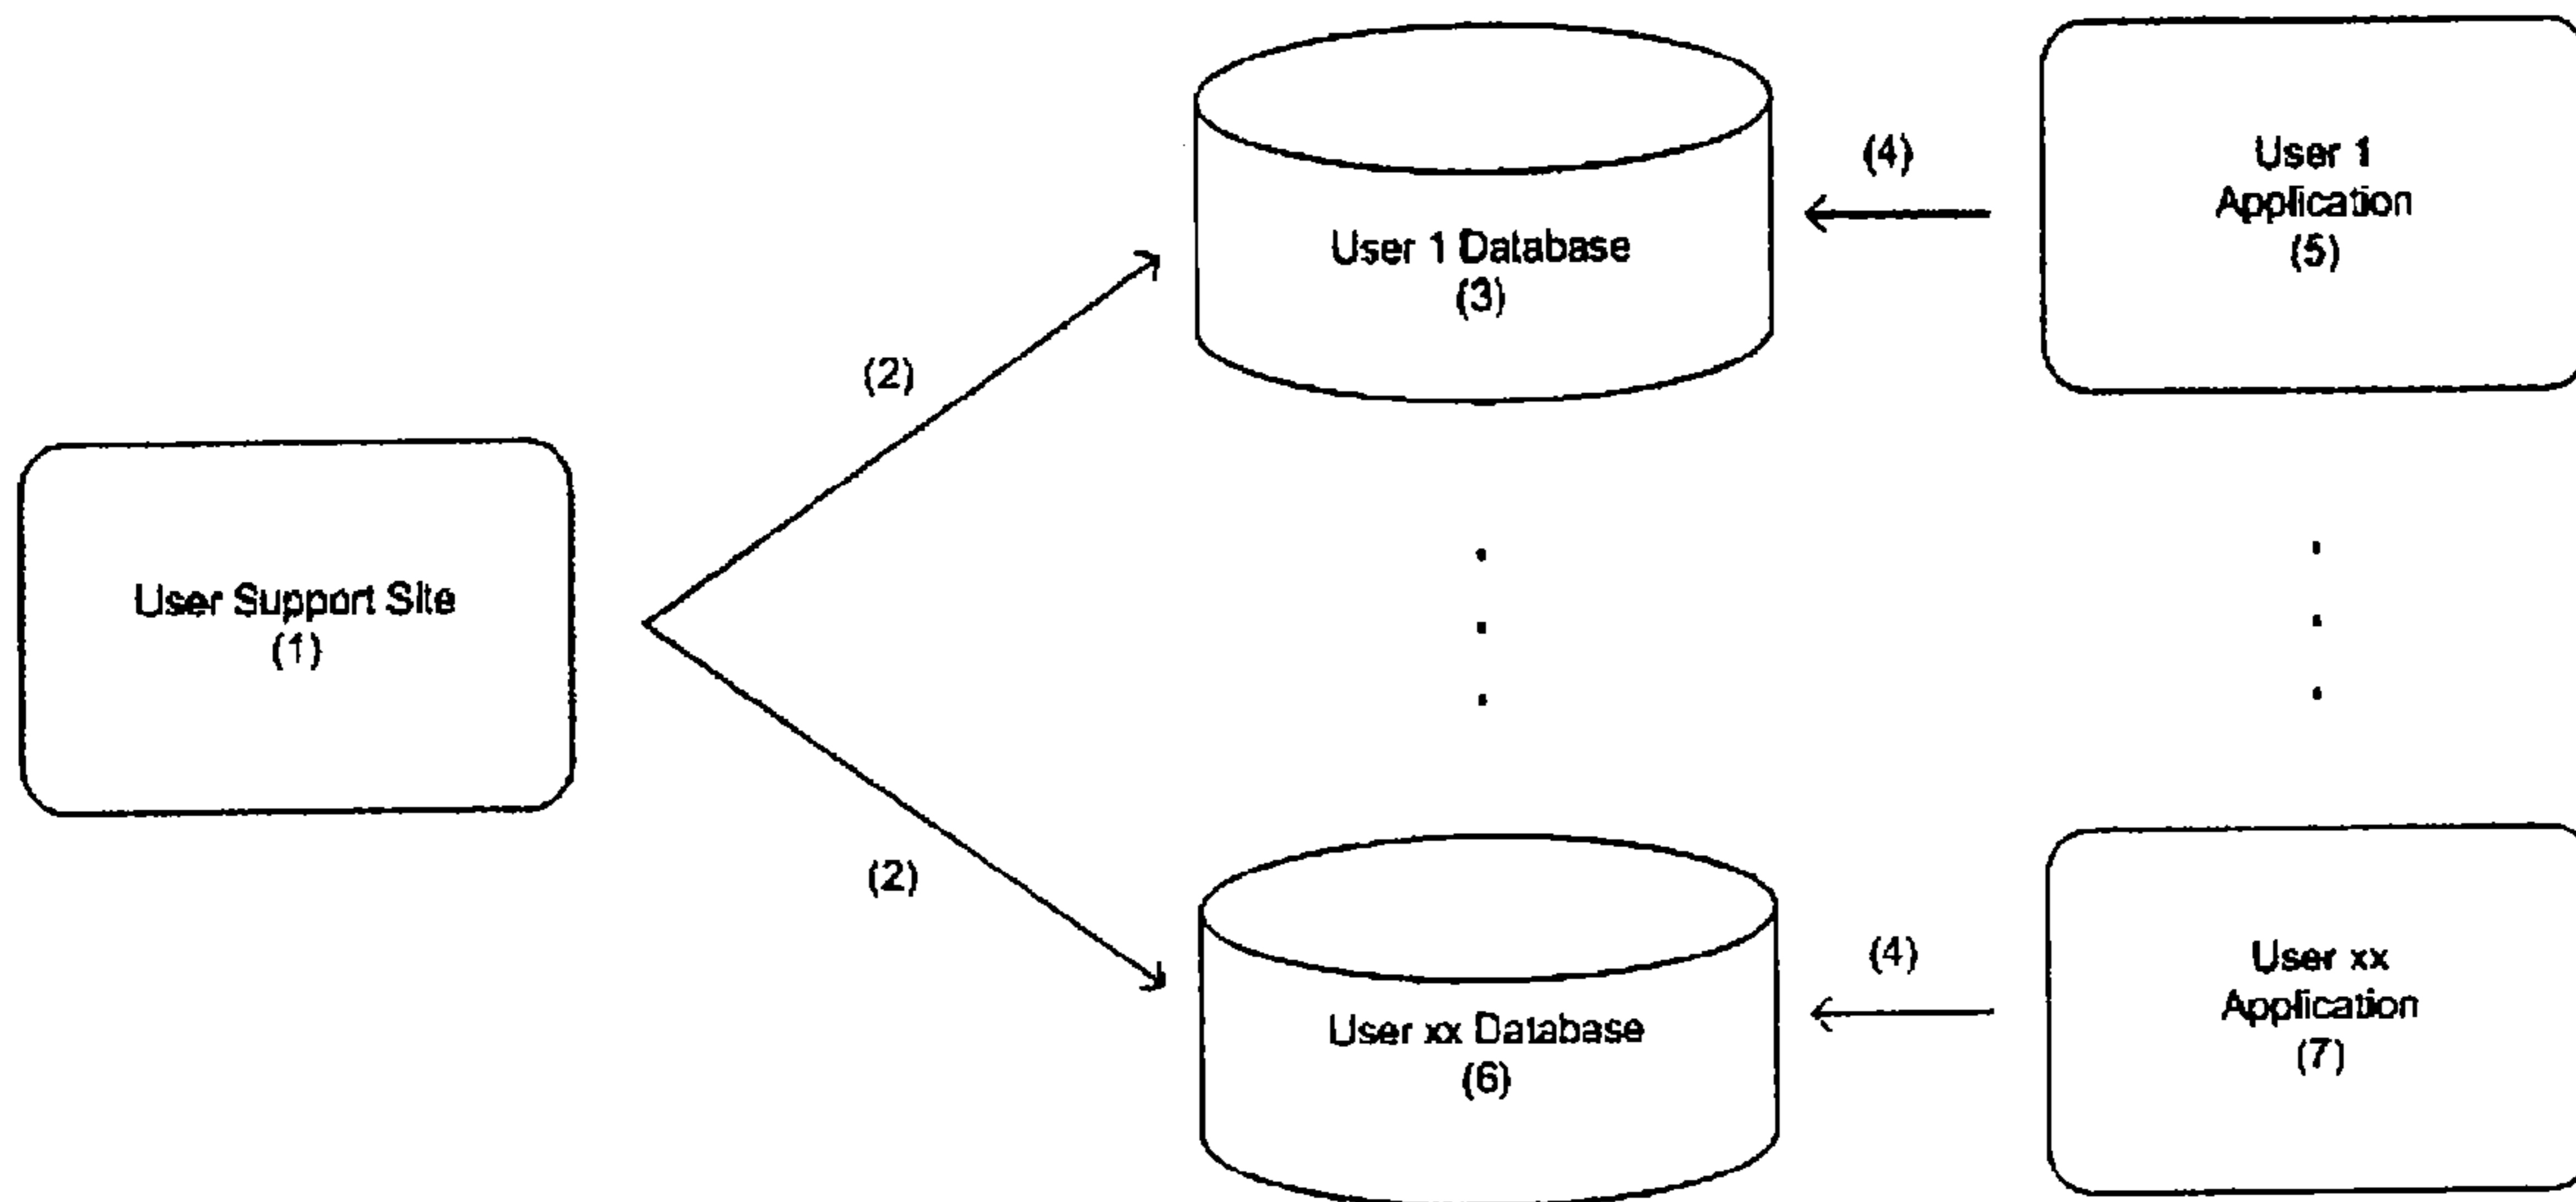 (4)
User 1
Application
(5)
User 1 Database
(3)
(2)
User Support Site
(1)
(2)
(4)
User xx
Application
(7)
User xx Database
(6)